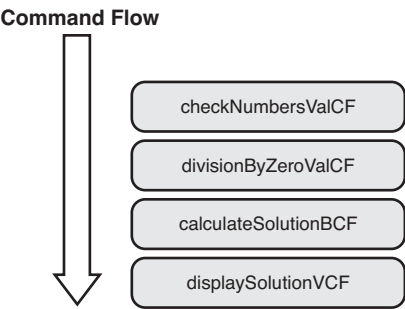 Command Flow
checkNumbersValCF
divisionByZeroValCF
calculateSolutionBCF
displaySolutionVCF